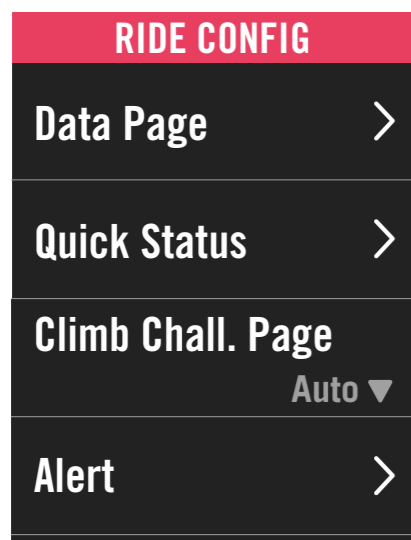 RIDE CONFIG
Data Page
Quick Status
Climb Chall. Page
Auto
Alert